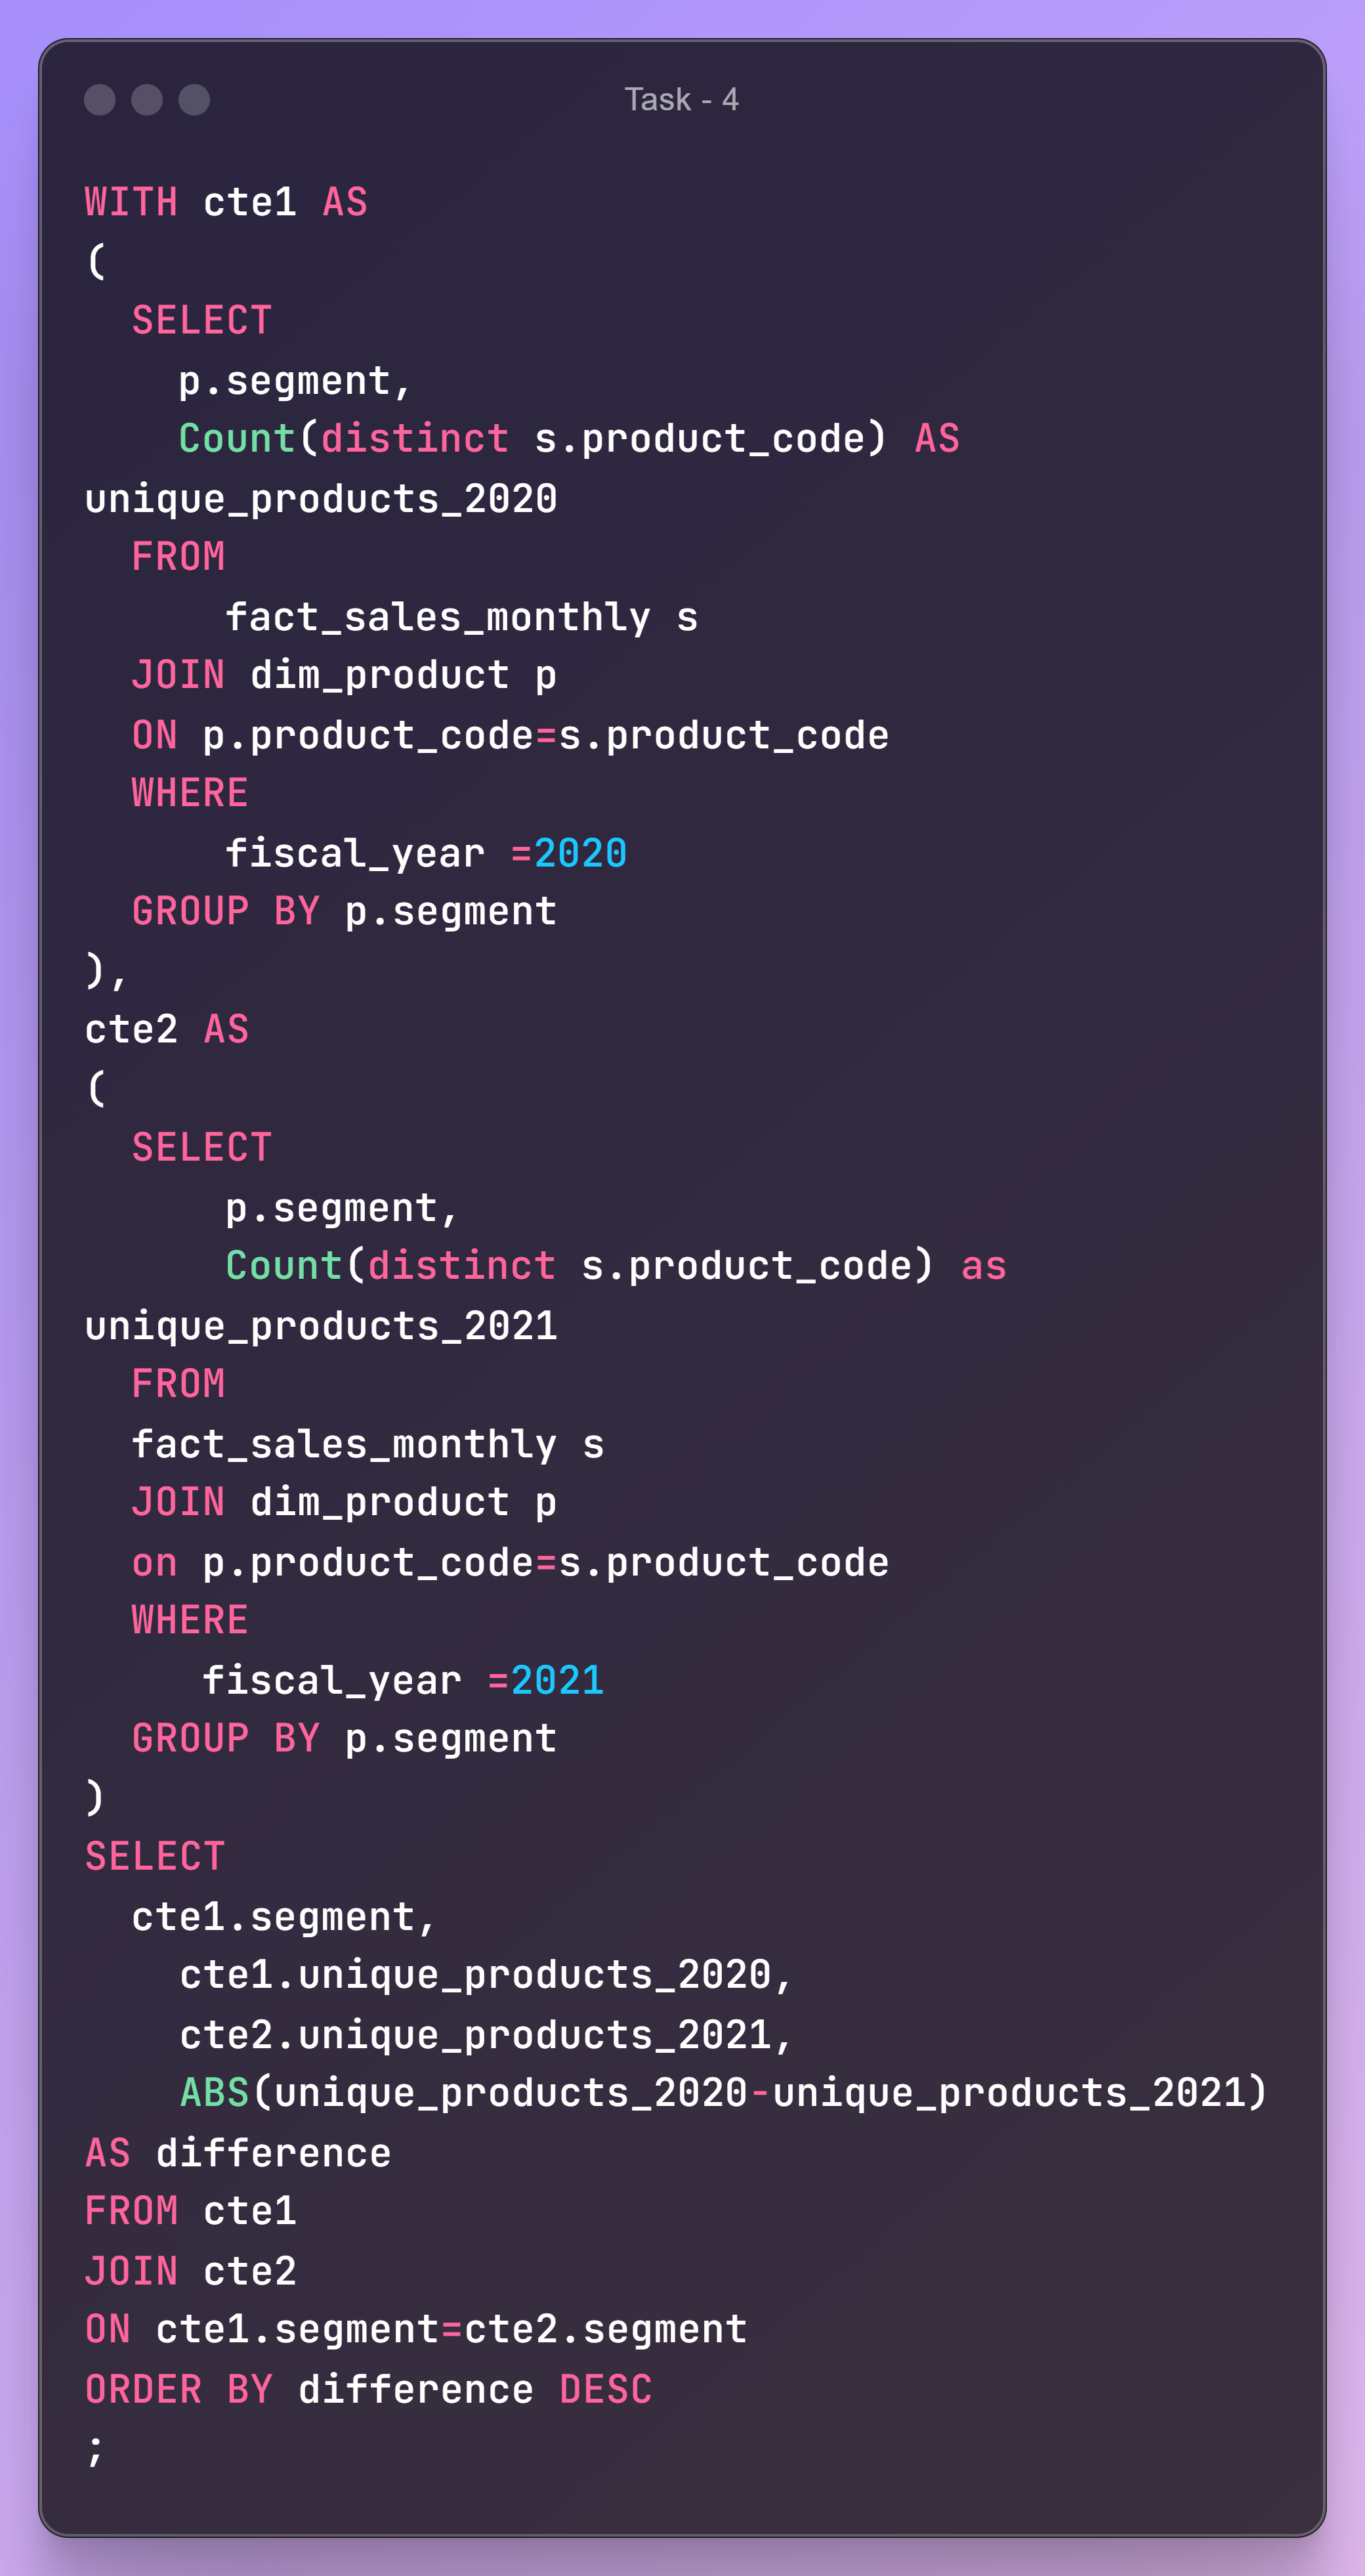 Task - 4
WITH cte1 AS
(
  SELECT
    p.segment,
    Count(distinct s.product_code) AS
unique_products_2020
  FROM
      fact_sales_monthly s
  JOIN dim_product p
  ON p.product_code=s.product_code
  WHERE
      fiscal_year =2020
  GROUP BY p.segment
),
cte2 AS
(
  SELECT
      p.segment,
      Count(distinct s.product_code) as
unique_products_2021
  FROM
  fact_sales_monthly s
  JOIN dim_product p
  on p.product_code=s.product_code
  WHERE
     fiscal_year =2021
  GROUP BY p.segment
)
SELECT
  cte1.segment,
    cte1.unique_products_2020,
    cte2.unique_products_2021,
    ABS(unique_products_2020-unique_products_2021)
AS difference
FROM cte1
JOIN cte2
ON cte1.segment=cte2.segment
ORDER BY difference DESC
;